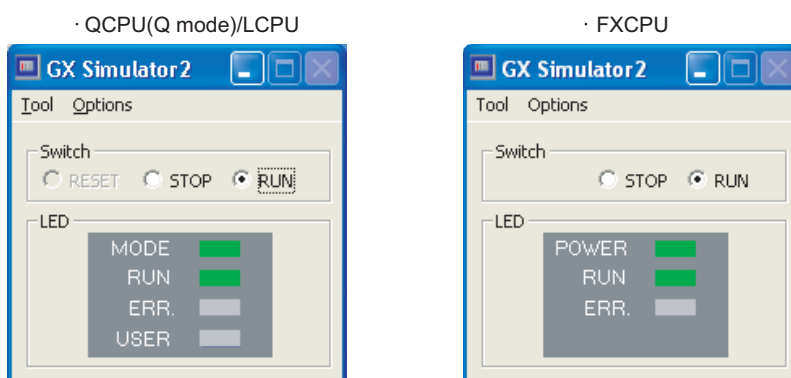 · QCPU(Q mode)/LCPU
GX Simulator2
Tool Options
Switch
RESET STOP RUN
LED
MODE
RUN
ERR.
USER
· FXCPU
GX Simulator2
Tool Options
Switch
STOP RUN
LED
POWER
RUN
ERR.